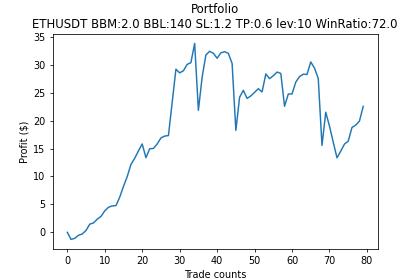 Portfolio
ETHUSDT BBM:2.0 BBL:140 SL:1.2 TP:0.6 lev:10 WinRatio:72.0
35
30
25
20
15
10
5
0
Profit ($)
0 10 20 30 40 50 60 70 80
Trade counts